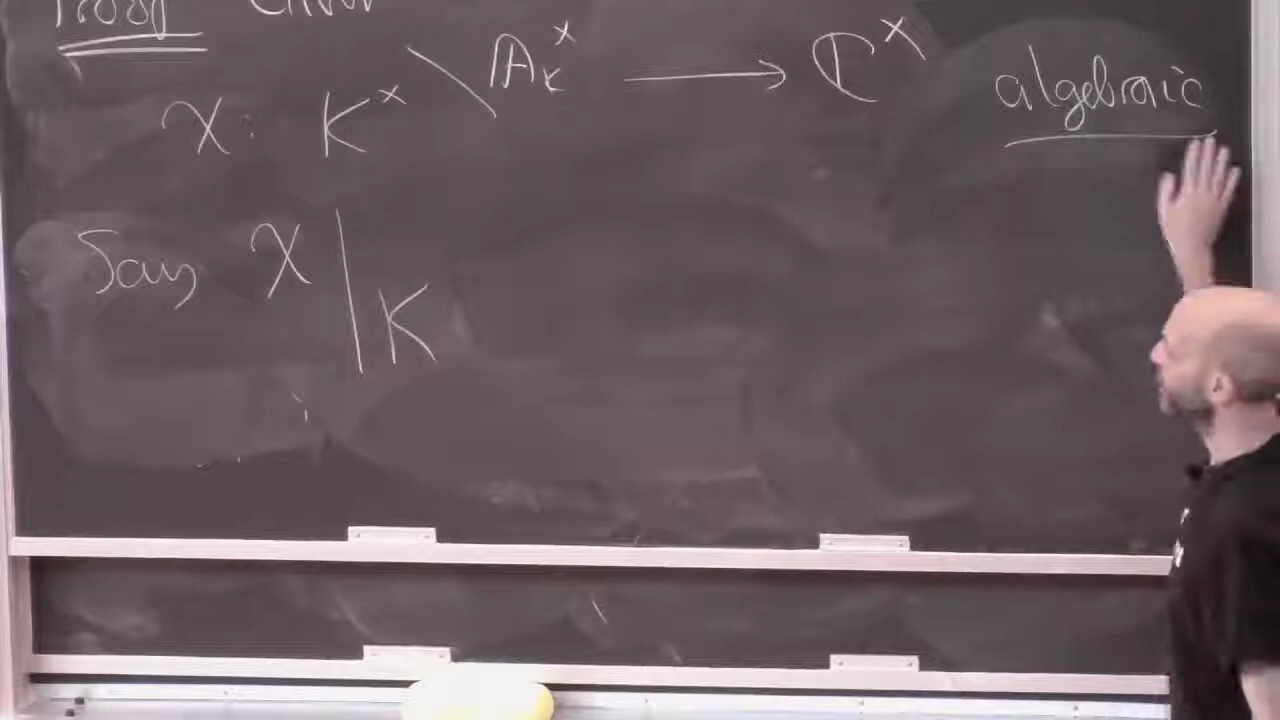 Proof
χ: K^× \ A_K^× ⟶ ℂ^× algebraic
Say χ | K